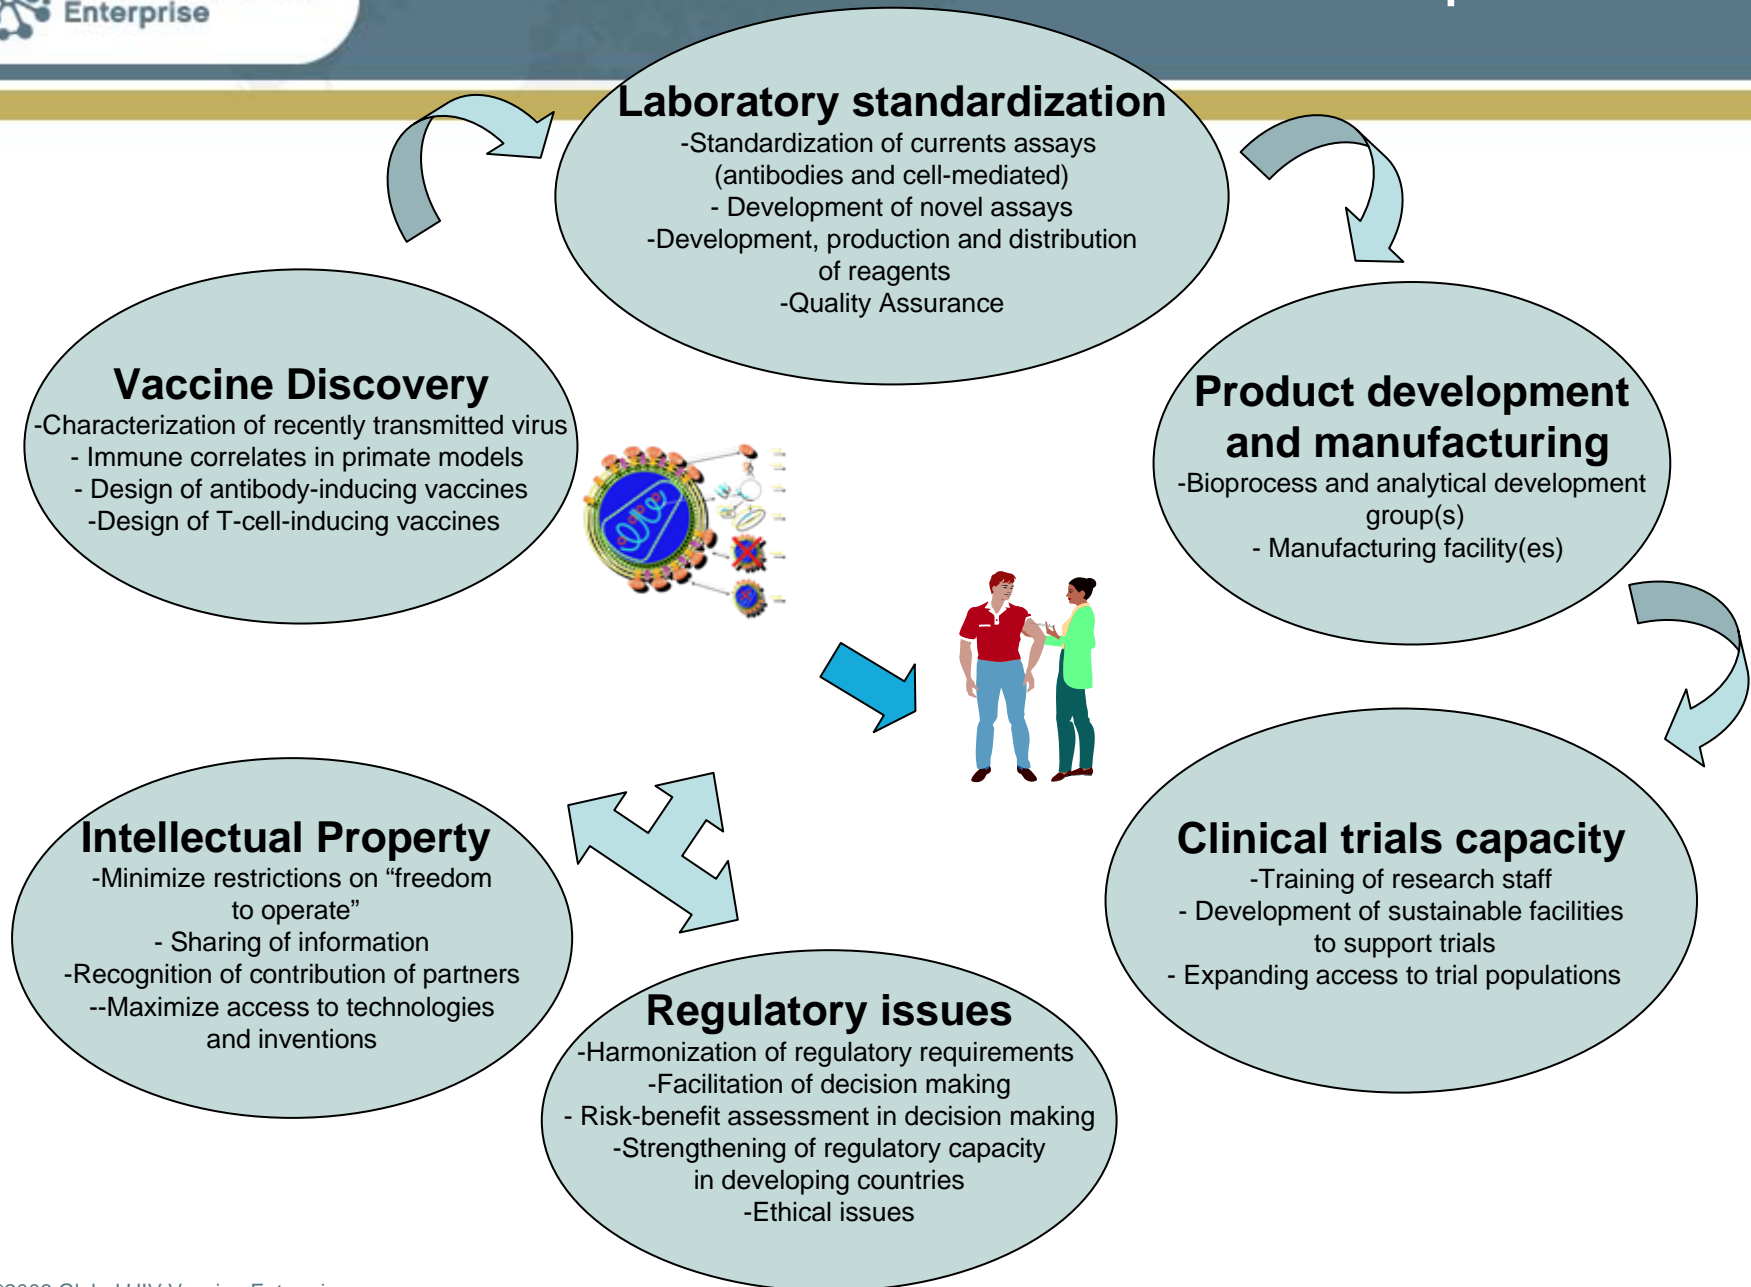 Enterprise
Laboratory standardization
-Standardization of currents assays
(antibodies and cell-mediated)
- Development of novel assays
-Development, production and distribution
of reagents
-Quality Assurance
Vaccine Discovery
-Characterization of recently transmitted virus
- Immune correlates in primate models
- Design of antibody-inducing vaccines
-Design of T-cell-inducing vaccines
Product development
and manufacturing
-Bioprocess and analytical development
group(s)
- Manufacturing facility(es)
Intellectual Property
-Minimize restrictions on “freedom
to operate”
- Sharing of information
-Recognition of contribution of partners
--Maximize access to technologies
and inventions
Clinical trials capacity
-Training of research staff
- Development of sustainable facilities
to support trials
- Expanding access to trial populations
Regulatory issues
-Harmonization of regulatory requirements
-Facilitation of decision making
- Risk-benefit assessment in decision making
-Strengthening of regulatory capacity
in developing countries
-Ethical issues